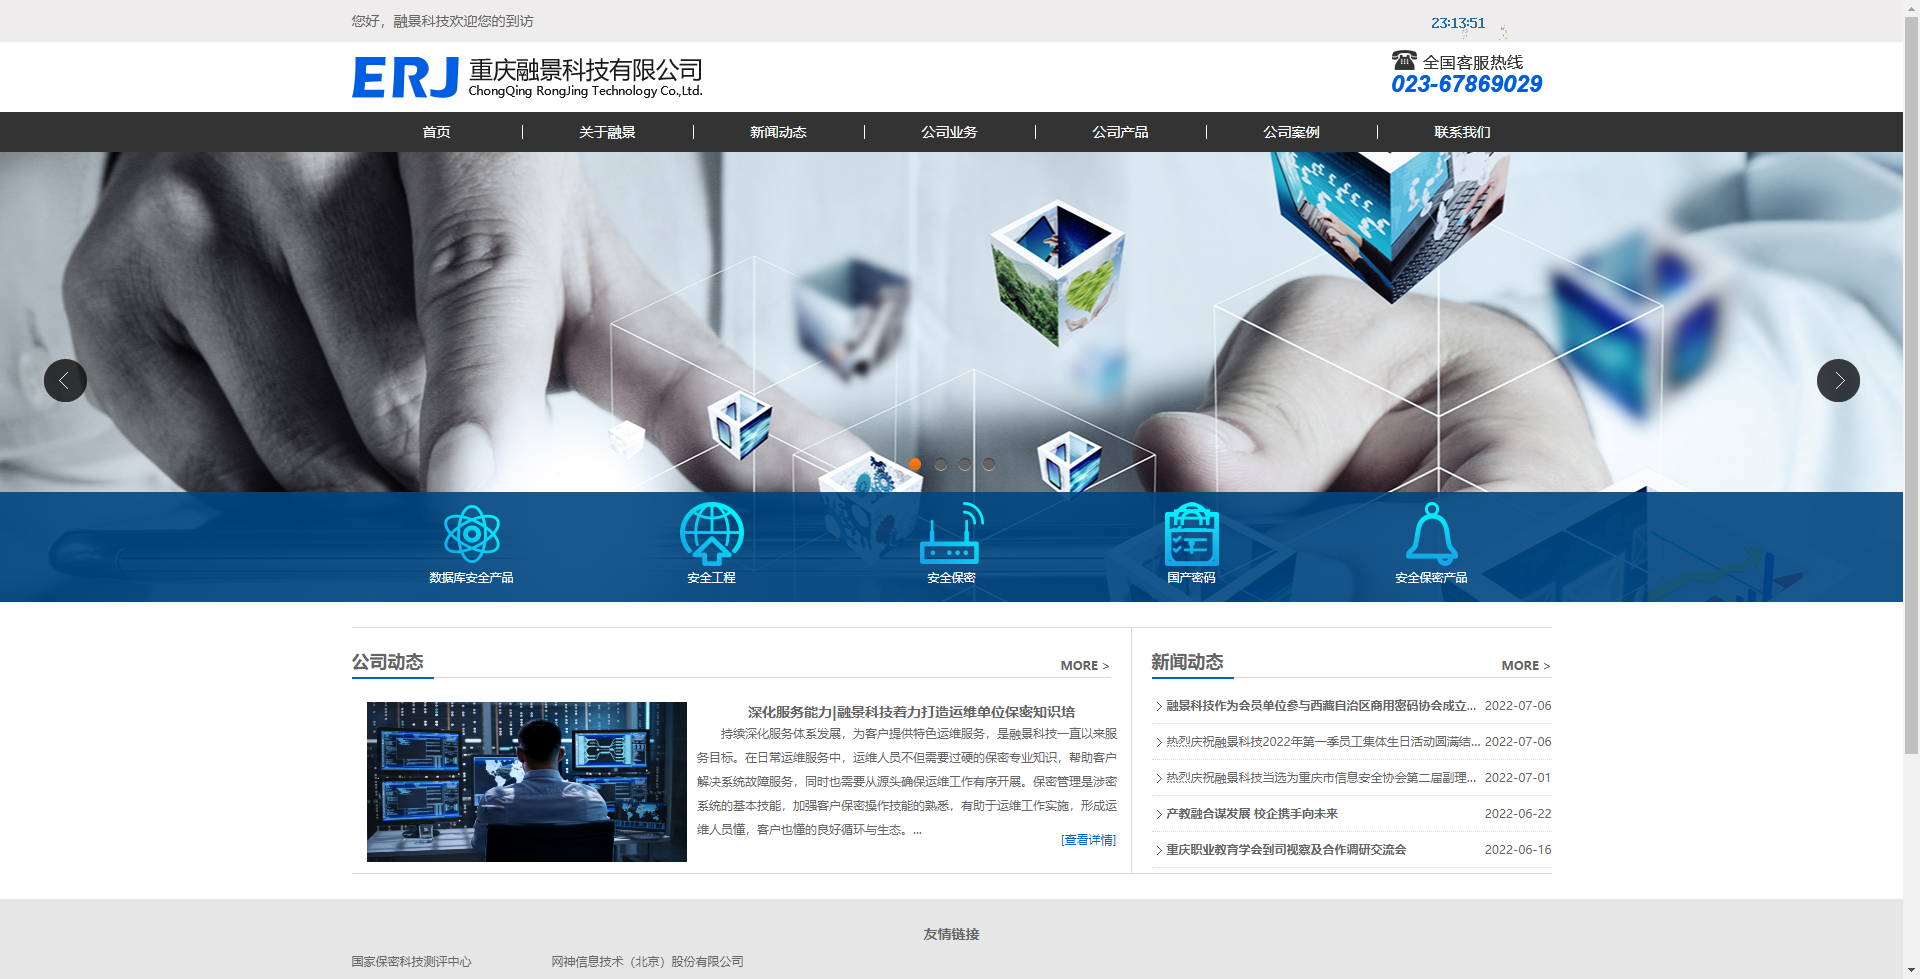 您好，融景科技欢迎您的到访
23:13:51
ERJ
重庆融景科技有限公司
ChongQing RongJing Technology Co.,Ltd.
全国客服热线
023-67869029
首页
关于融景
新闻动态
公司业务
公司产品
公司案例
联系我们
数据库安全产品
安全工程
安全保密
国产密码
安全保密产品
公司动态
MORE >
深化服务能力|融景科技着力打造运维单位保密知识培
持续深化服务体系发展，为客户提供特色运维服务，是融景科技一直以来服
务目标。在日常运维服务中，运维人员不但需要过硬的保密专业知识，帮助客户
解决系统故障服务，同时也需要从源头确保运维工作有序开展。保密管理是涉密
系统的基本技能，加强客户保密操作技能的熟悉，有助于运维工作实施，形成运
维人员懂，客户也懂的良好循环与生态。...
[查看详情]
新闻动态
MORE >
融景科技作为会员单位参与西藏自治区商用密码协会成立... 2022-07-06
热烈庆祝融景科技2022年第一季员工集体生日活动圆满结... 2022-07-06
热烈庆祝融景科技当选为重庆市信息安全协会第二届副理... 2022-07-01
产教融合谋发展 校企携手向未来 2022-06-22
重庆职业教育学会到司视察及合作调研交流会 2022-06-16
友情链接
国家保密科技测评中心
网神信息技术（北京）股份有限公司